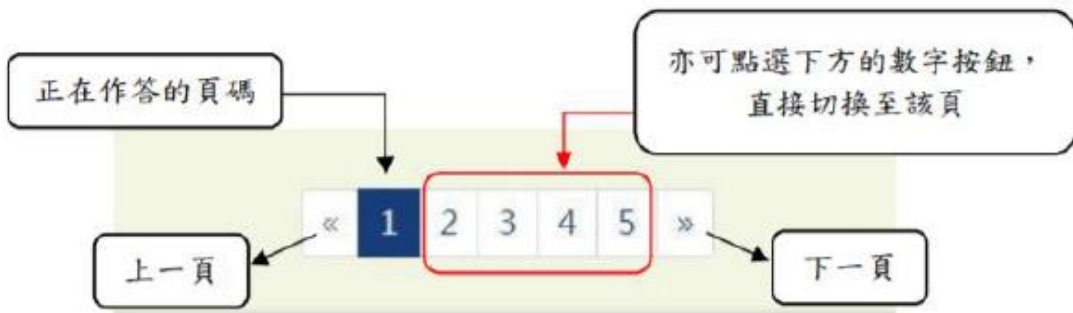 正在作答的頁碼
亦可點選下方的數字按鈕，
直接切換至該頁
« 1 2 3 4 5 »
上一頁
下一頁